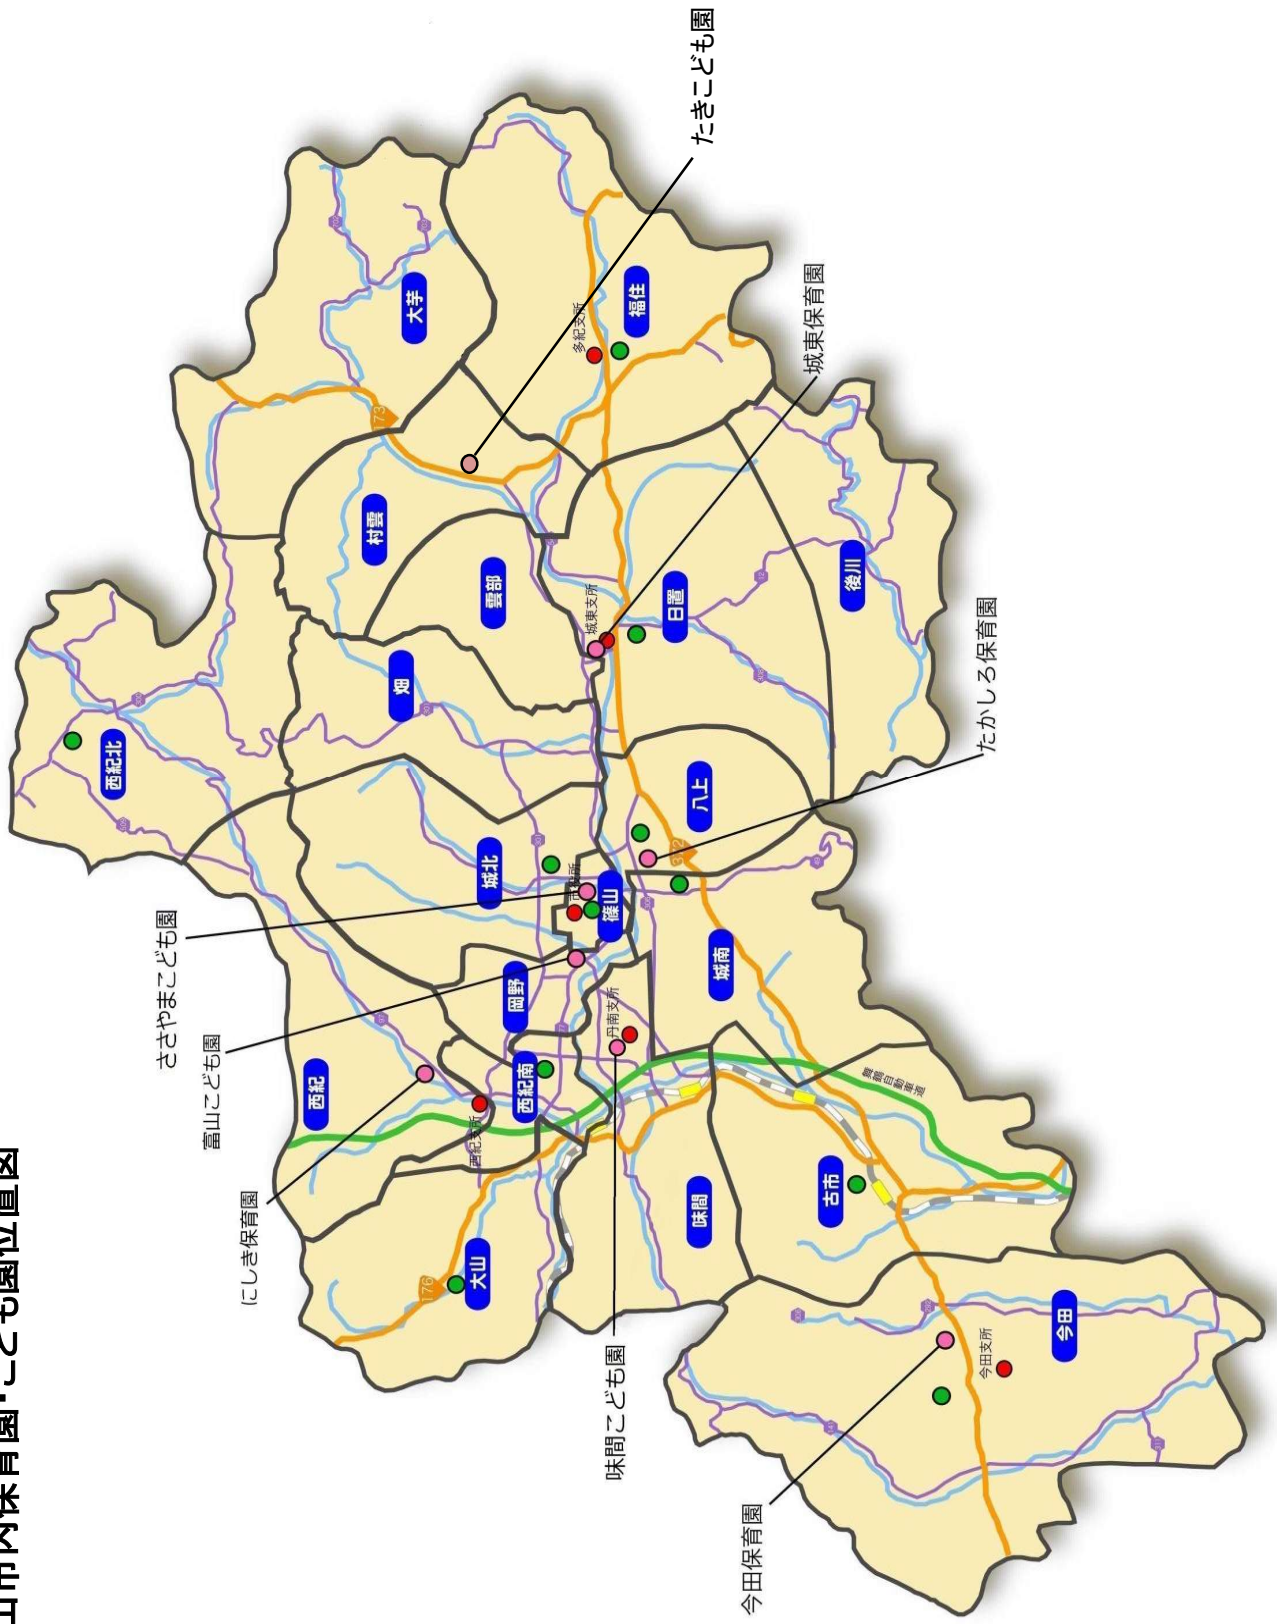 山市内保育園・こども園位置図
にしき保育園
富山こども園
ささやまこども園
味間こども園
今田保育園
たかしろ保育園
城東保育園
たきこども園
西紀北
西紀
大山
西紀南
岡野
城北
畑
村雲
雲部
大芋
福住
日置
後川
八上
篠山
城南
味間
古市
今田
西紀支所
丹南支所
市役所
城東支所
多紀支所
今田支所
舞鶴自動車道
173
372
176